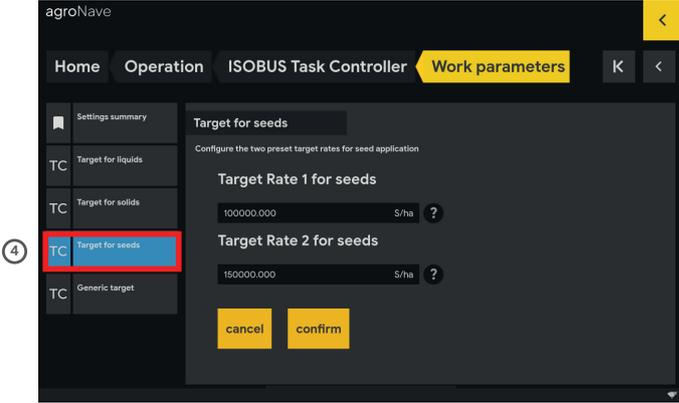 agroNave
Home Operation ISOBUS Task Controller Work parameters
Settings summary
TC Target for liquids
TC Target for solids
4 TC Target for seeds
TC Generic target
Target for seeds
Configure the two preset target rates for seed application
Target Rate 1 for seeds
100000.000 S/ha ?
Target Rate 2 for seeds
150000.000 S/ha ?
cancel confirm